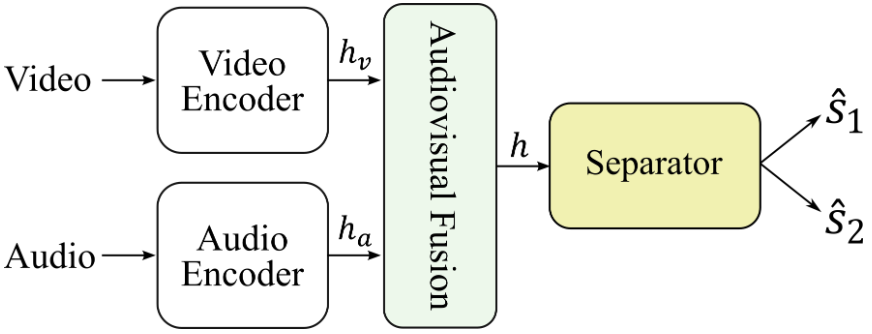 Video
Video
Encoder
h_v
Audiovisual Fusion
Audio
Audio
Encoder
h_a
h
Separator
ŝ_1
ŝ_2